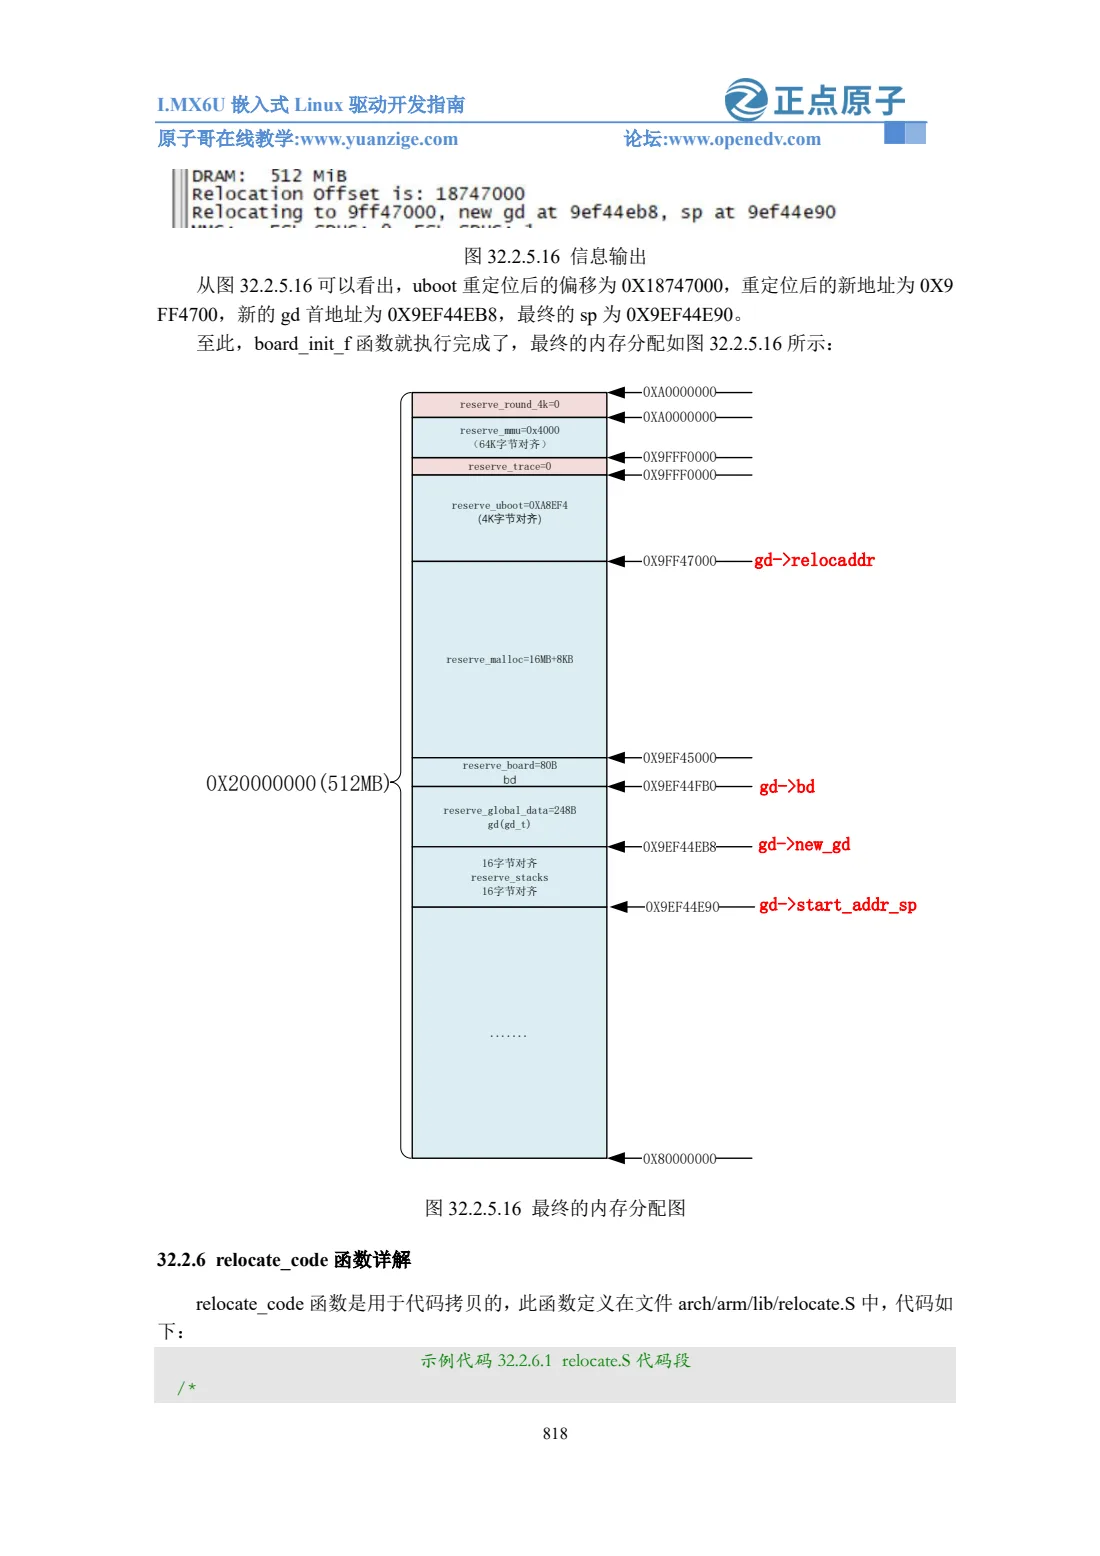 I.MX6U 嵌入式 Linux 驱动开发指南
正点原子
原子哥在线教学:www.yuanzige.com 论坛:www.openedv.com
DRAM: 512 MiB
Relocation Offset is: 18747000
Relocating to 9ff47000, new gd at 9ef44eb8, sp at 9ef44e90
图 32.2.5.16 信息输出
从图 32.2.5.16 可以看出，uboot 重定位后的偏移为 0X18747000，重定位后的新地址为 0X9
FF4700，新的 gd 首地址为 0X9EF44EB8，最终的 sp 为 0X9EF44E90。
至此，board_init_f 函数就执行完成了，最终的内存分配如图 32.2.5.16 所示：
0XA0000000
reserve_round_4k=0
0XA0000000
reserve_mmu=0x4000
（64K字节对齐）
0X9FFF0000
reserve_trace=0
0X9FFF0000
reserve_uboot=0XA8EF4
(4K字节对齐)
0X9FF47000 gd->relocaddr
reserve_malloc=16MB+8KB
0X9EF45000
reserve_board=80B
bd
0X20000000(512MB)
0X9EF44FB0 gd->bd
reserve_global_data=248B
gd(gd_t)
0X9EF44EB8 gd->new_gd
16字节对齐
reserve_stacks
16字节对齐
0X9EF44E90 gd->start_addr_sp
.......
0X80000000
图 32.2.5.16 最终的内存分配图
32.2.6 relocate_code 函数详解
relocate_code 函数是用于代码拷贝的，此函数定义在文件 arch/arm/lib/relocate.S 中，代码如
下：
示例代码 32.2.6.1 relocate.S 代码段
/*
818